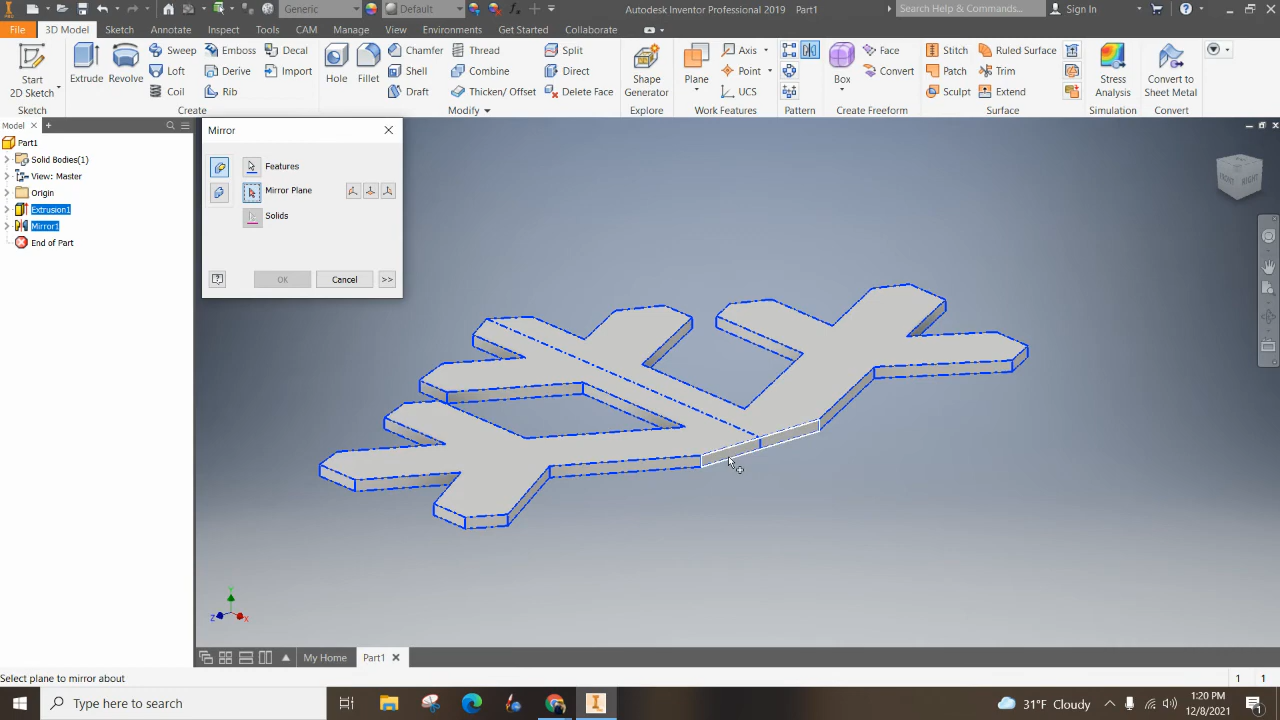 Generic
Default
Autodesk Inventor Professional 2019 Part1
Search Help & Commands...
Sign In
File
3D Model
Sketch
Annotate
Inspect
Tools
CAM
Manage
View
Environments
Get Started
Collaborate
Start
2D Sketch
Extrude
Revolve
Sweep
Loft
Coil
Emboss
Derive
Rib
Decal
Import
Hole
Fillet
Chamfer
Shell
Draft
Thread
Combine
Thicken/ Offset
Split
Direct
Delete Face
Shape
Generator
Plane
Axis
Point
UCS
Box
Face
Convert
Stitch
Patch
Sculpt
Ruled Surface
Trim
Extend
Stress
Analysis
Convert to
Sheet Metal
Sketch
Create
Modify
Explore
Work Features
Pattern
Create Freeform
Surface
Simulation
Convert
Model
Part1
Solid Bodies(1)
View: Master
Origin
Extrusion1
Mirror1
End of Part
Mirror
Features
Mirror Plane
Solids
OK
Cancel
>>
FRONT
RIGHT
Y
Z
X
My Home
Part1
Select plane to mirror about
1
1
Type here to search
31°F Cloudy
1:20 PM
12/8/2021